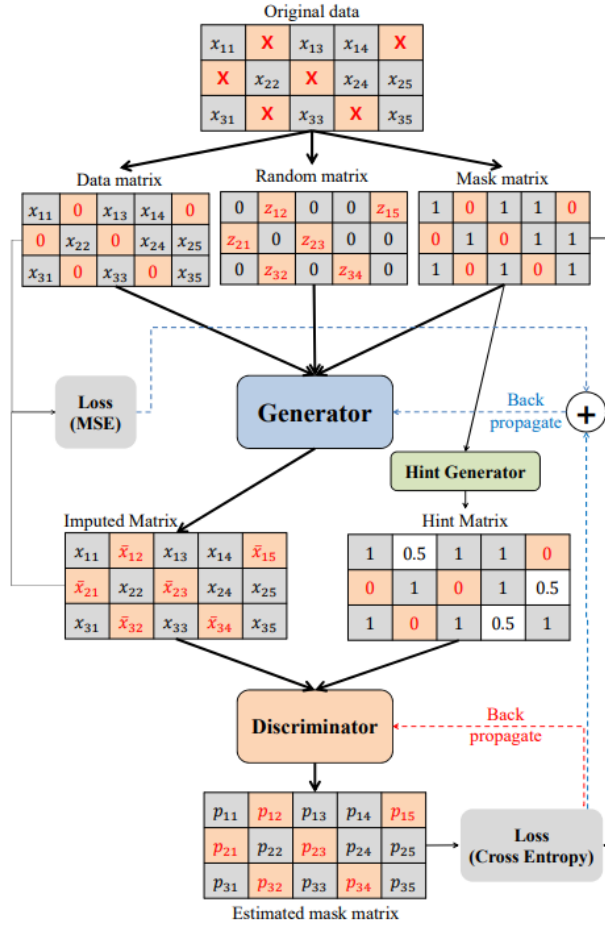 Original data
x₁₁ X x₁₃ x₁₄ X
X x₂₂ X x₂₄ x₂₅
x₃₁ X x₃₃ X x₃₅
Data matrix
x₁₁ 0 x₁₃ x₁₄ 0
0 x₂₂ 0 x₂₄ x₂₅
x₃₁ 0 x₃₃ 0 x₃₅
Random matrix
0 z₁₂ 0 0 z₁₅
z₂₁ 0 z₂₃ 0 0
0 z₃₂ 0 z₃₄ 0
Mask matrix
1 0 1 1 0
0 1 0 1 1
1 0 1 0 1
Loss
(MSE)
Generator
Back
propagate
+
Hint Generator
Imputed Matrix
x₁₁ x̄₁₂ x₁₃ x₁₄ x̄₁₅
x̄₂₁ x₂₂ x̄₂₃ x₂₄ x₂₅
x₃₁ x̄₃₂ x₃₃ x̄₃₄ x₃₅
Hint Matrix
1 0.5 1 1 0
0 1 0 1 0.5
1 0 1 0.5 1
Discriminator
Back
propagate
p₁₁ p₁₂ p₁₃ p₁₄ p₁₅
p₂₁ p₂₂ p₂₃ p₂₄ p₂₅
p₃₁ p₃₂ p₃₃ p₃₄ p₃₅
Estimated mask matrix
Loss
(Cross Entropy)